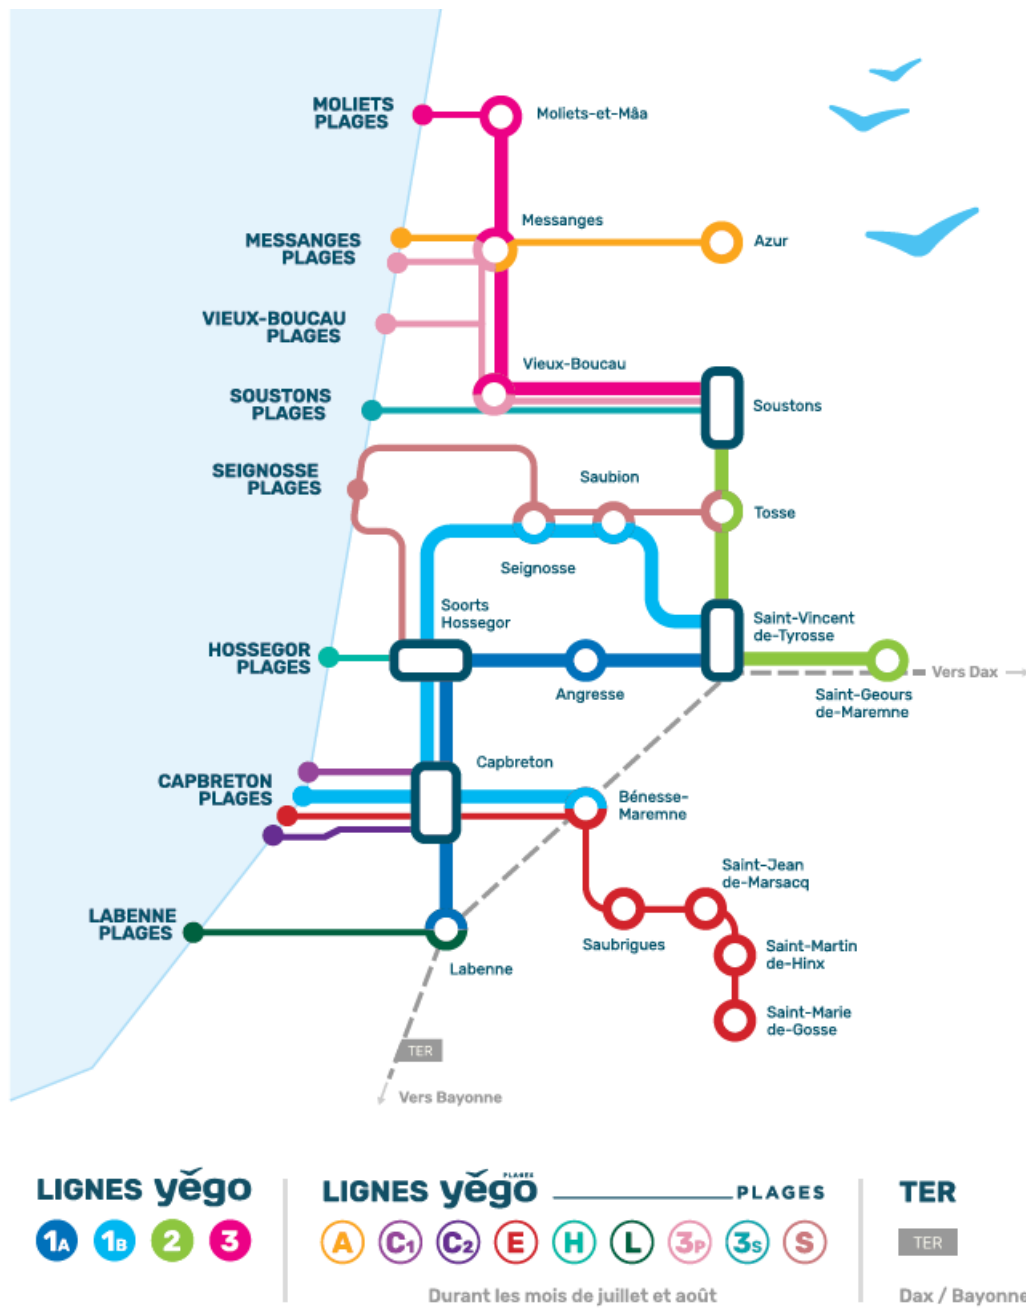 MOLIETS
PLAGES
Moliets-et-Mâa
Messanges
MESSANGES
PLAGES
Azur
VIEUX-BOUCAU
PLAGES
Vieux-Boucau
SOUSTONS
PLAGES
Soustons
SEIGNOSSE
PLAGES
Saubion
Tosse
Seignosse
Soorts
Hossegor
Saint-Vincent
de-Tyrosse
HOSSEGOR
PLAGES
Angresse
Vers Dax
Saint-Geours
de-Maremne
Capbreton
CAPBRETON
PLAGES
Bénesse-
Maremne
Saint-Jean
de-Marsacq
LABENNE
PLAGES
Saubrigues
Saint-Martin
de-Hinx
Labenne
Saint-Marie
de-Gosse
TER
Vers Bayonne
LIGNES yégo
1A 1B 2 3
LIGNES yégo PLAGES PLAGES
A C1 C2 E H L 3P 3S S
Durant les mois de juillet et août
TER
TER
Dax / Bayonne